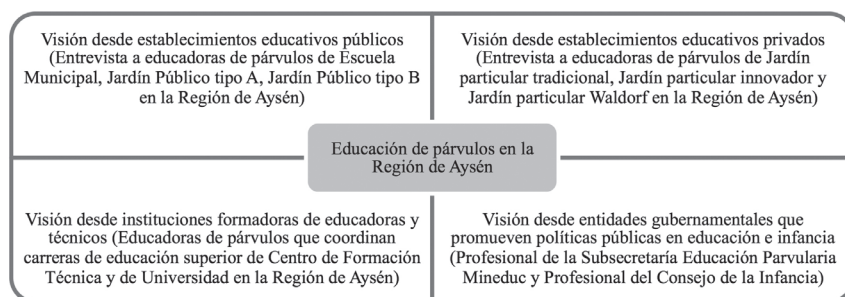 Visión desde establecimientos educativos públicos
(Entrevista a educadoras de párvulos de Escuela
Municipal, Jardín Público tipo A, Jardín Público tipo B
en la Región de Aysén)
Visión desde establecimientos educativos privados
(Entrevista a educadoras de párvulos de Jardín
particular tradicional, Jardín particular innovador y
Jardín particular Waldorf en la Región de Aysén)
Educación de párvulos en la
Región de Aysén
Visión desde instituciones formadoras de educadoras y
técnicos (Educadoras de párvulos que coordinan
carreras de educación superior de Centro de Formación
Técnica y de Universidad en la Región de Aysén)
Visión desde entidades gubernamentales que
promueven políticas públicas en educación e infancia
(Profesional de la Subsecretaría Educación Parvularia
Mineduc y Profesional del Consejo de la Infancia)